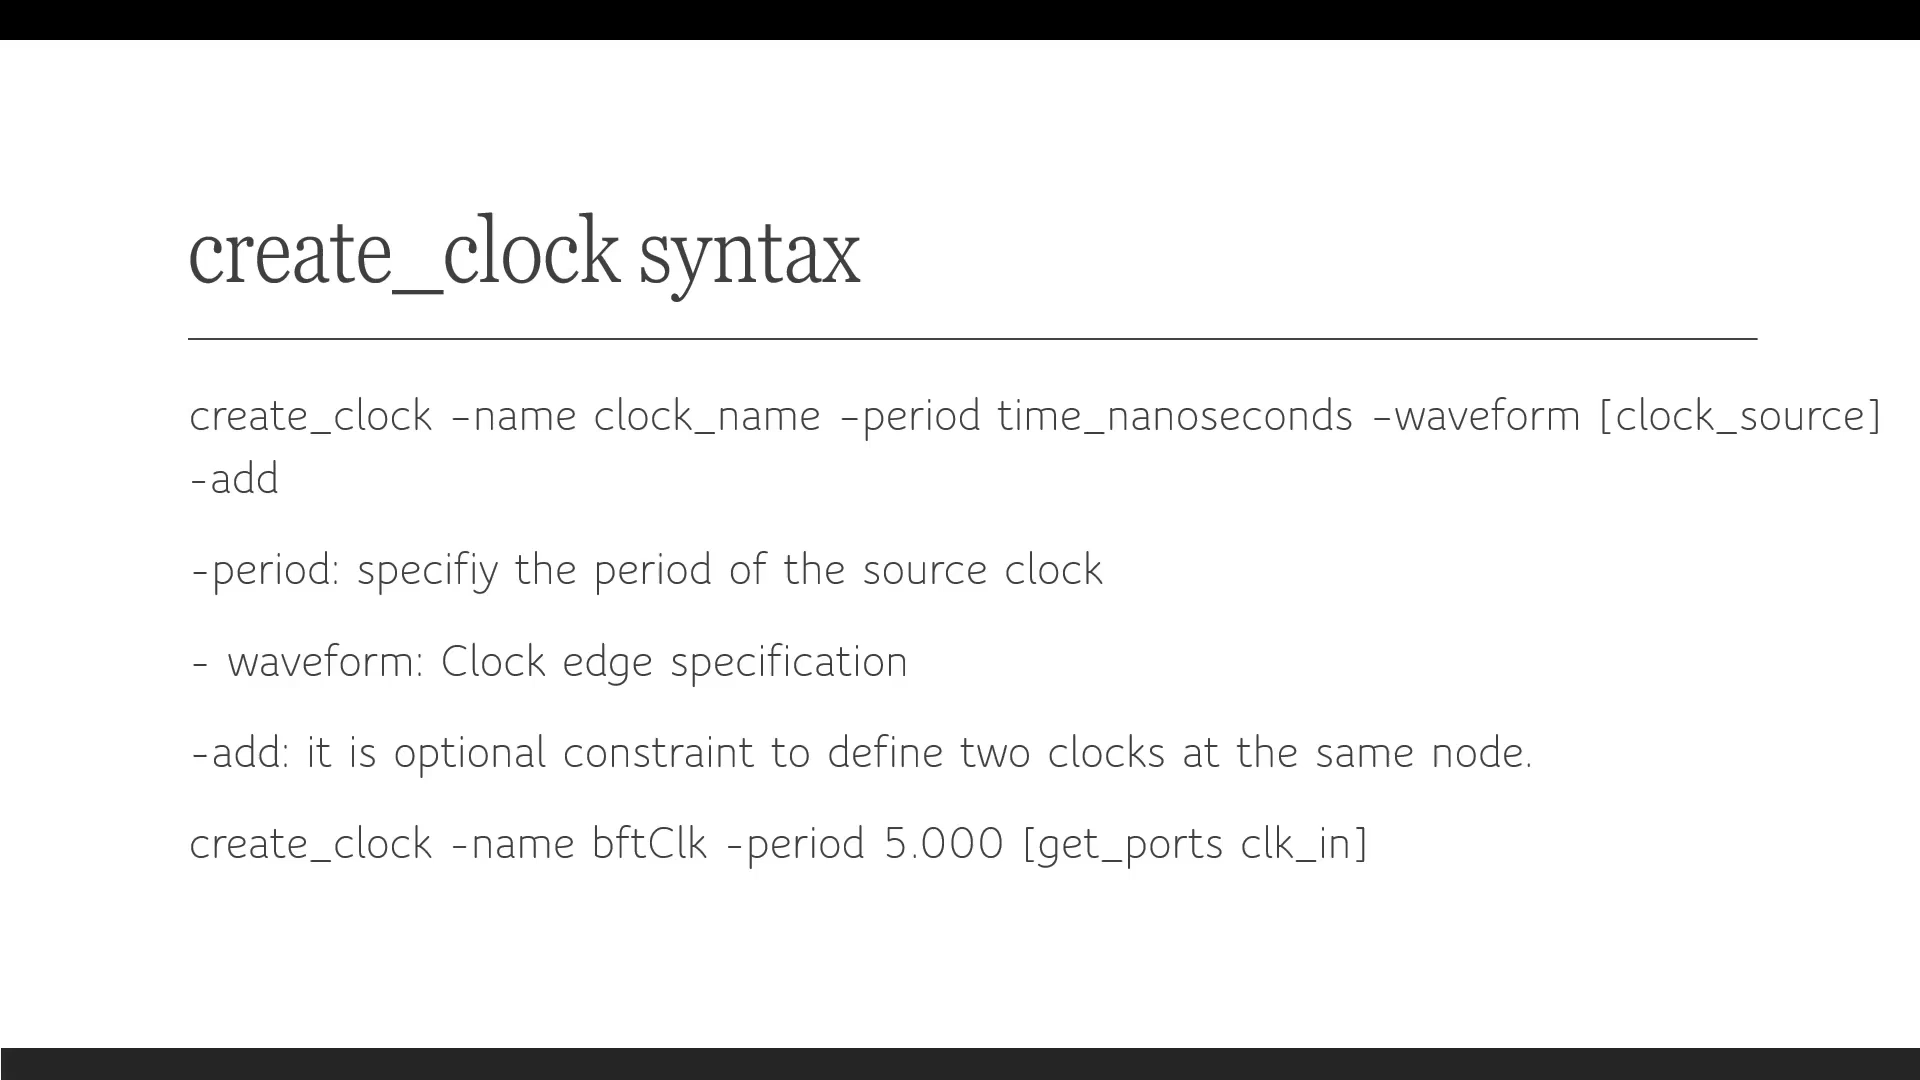 create_clock syntax
create_clock –name clock_name –period time_nanoseconds –waveform [clock_source]
-add
-period: specifiy the period of the source clock
- waveform: Clock edge specification
-add: it is optional constraint to define two clocks at the same node.
create_clock -name bftClk -period 5.000 [get_ports clk_in]